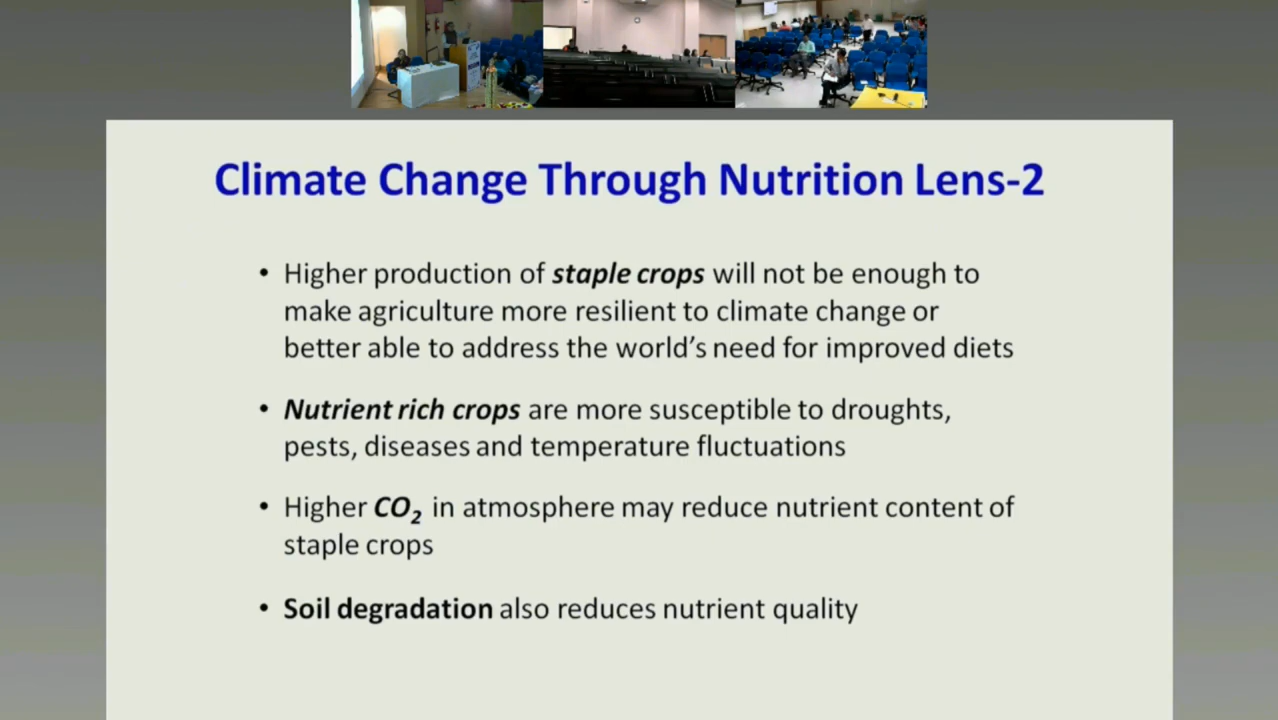 Climate Change Through Nutrition Lens-2
• Higher production of staple crops will not be enough to
make agriculture more resilient to climate change or
better able to address the world’s need for improved diets
• Nutrient rich crops are more susceptible to droughts,
pests, diseases and temperature fluctuations
• Higher CO₂ in atmosphere may reduce nutrient content of
staple crops
• Soil degradation also reduces nutrient quality